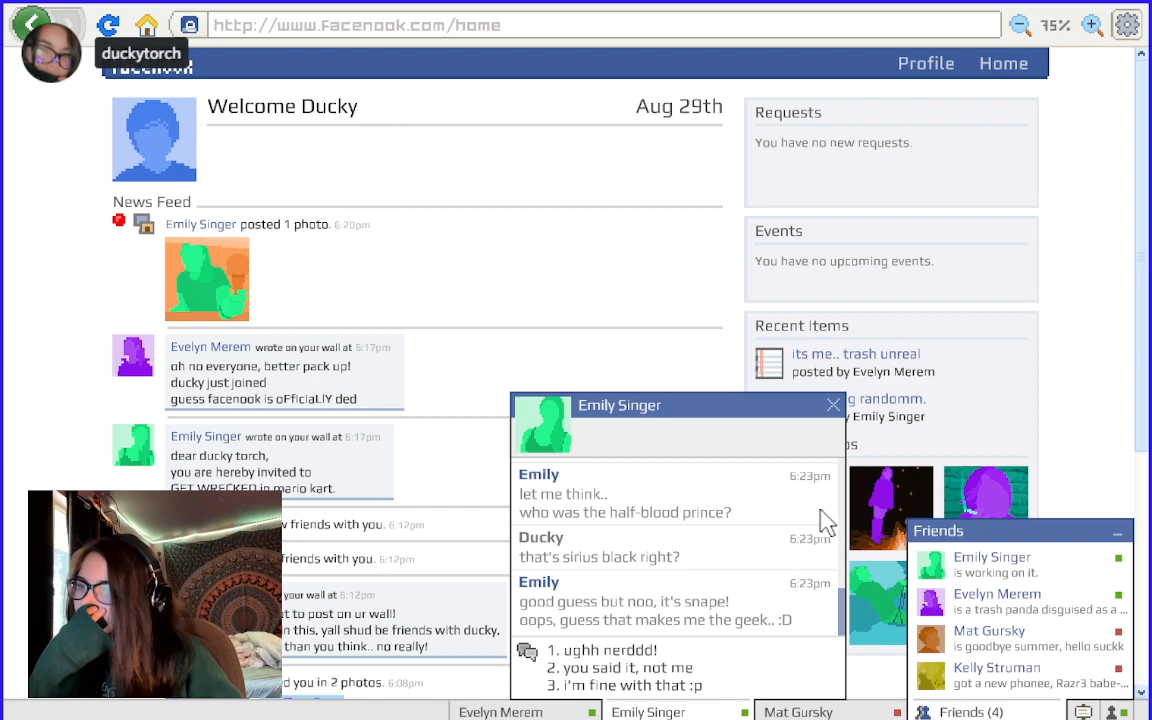 http://www.Facenook.com/home
75%
duckytorch
facenook
Profile
Home
Welcome Ducky
Aug 29th
News Feed
Emily Singer posted 1 photo. 6:20pm
Evelyn Merem wrote on your wall at 6:17pm
oh no everyone, better pack up!
ducky just joined
guess facenook is oFfIcIaLlY ded
Emily Singer wrote on your wall at 6:17pm
dear ducky torch,
you are hereby invited to
GET WRECKED in mario kart.
friends with you. 6:12pm
friends with you. 6:12pm
your wall at 6:12pm
t to post on ur wall!
in this, yall shud be friends with ducky,
than you think.. no really!
d you in 2 photos. 6:08pm
Requests
You have no new requests.
Events
You have no upcoming events.
Recent Items
its me.. trash unreal
posted by Evelyn Merem
g randomm.
y Emily Singer
os
Emily Singer
Emily 6:23pm
let me think..
who was the half-blood prince?
Ducky 6:23pm
that's sirius black right?
Emily 6:23pm
good guess but noo, it's snape!
oops, guess that makes me the geek.. :D
1. ughh nerddd!
2. you said it, not me
3. i'm fine with that :p
Friends
Emily Singer
is working on it.
Evelyn Merem
is a trash panda disguised as a ...
Mat Gursky
is goodbye summer, hello suckk
Kelly Struman
got a new phonee, Razr3 babe-...
Evelyn Merem
Emily Singer
Mat Gursky
Friends (4)